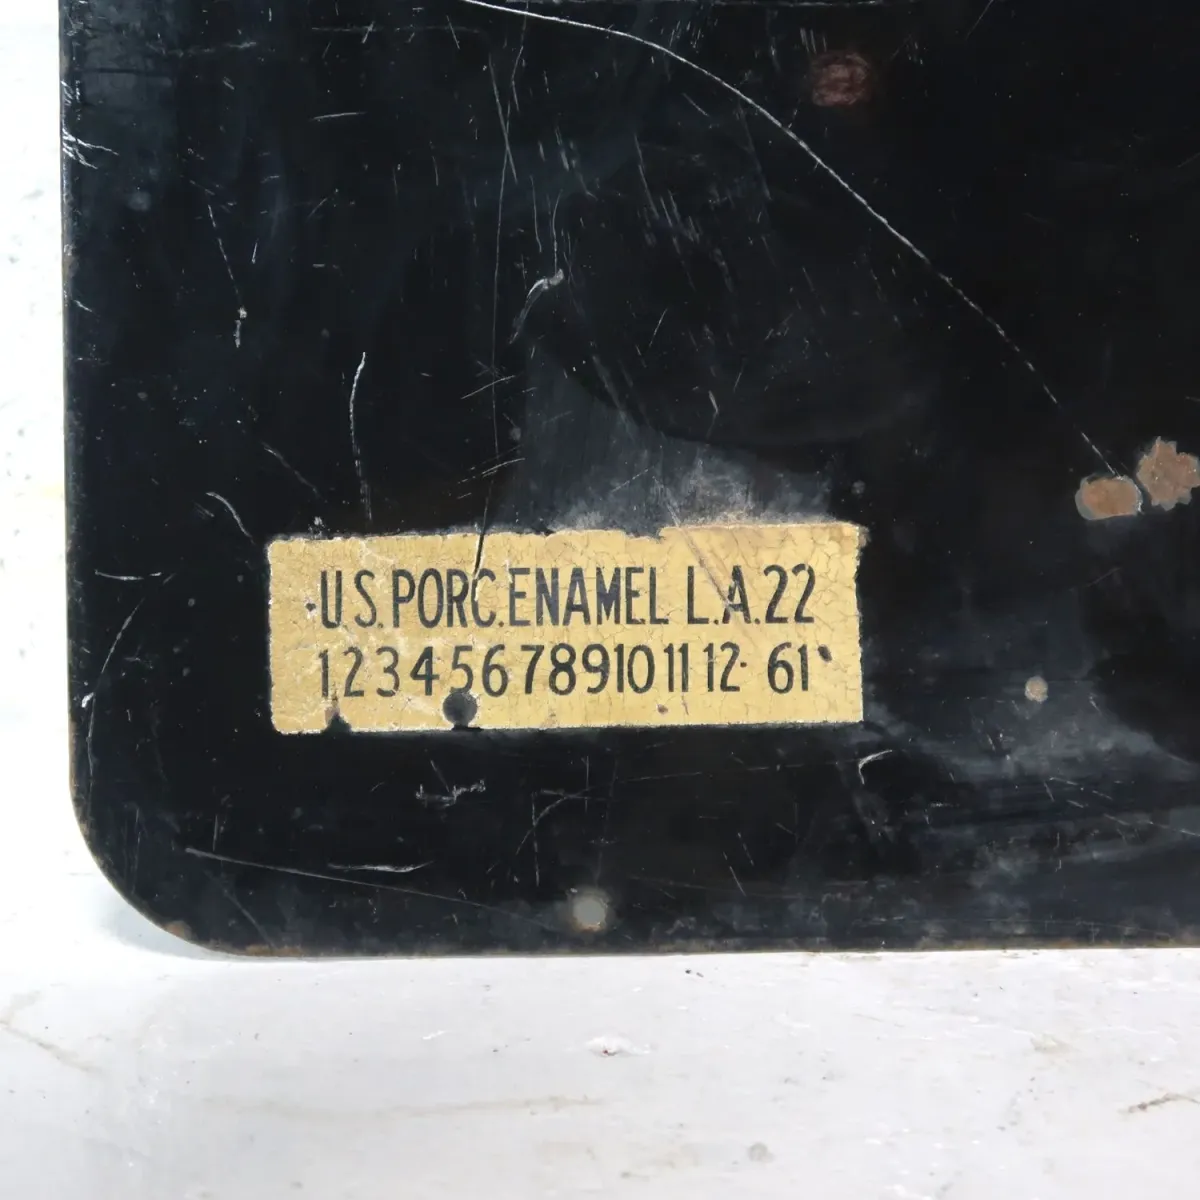 U.S. PORC. ENAMEL L.A. 22
1 2 3 4 5 6 7 8 9 10 11 12 61